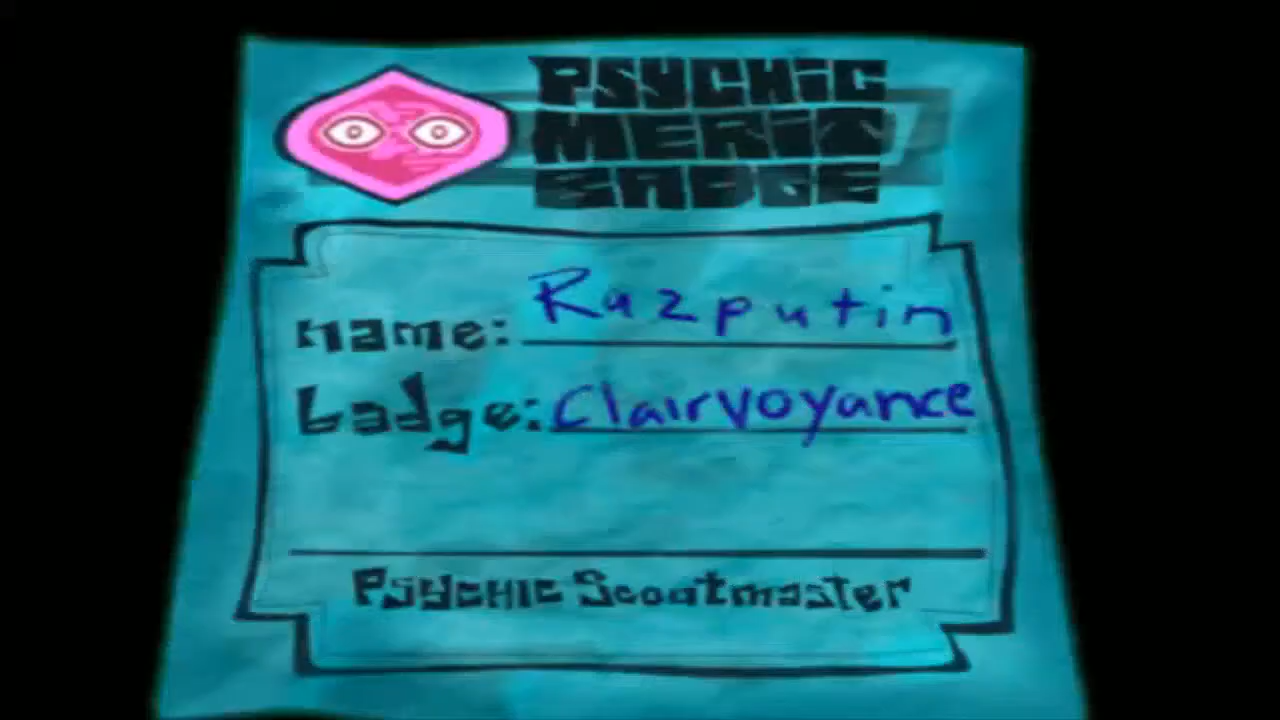 PSYCHIC
MERIT
BADGE
name: Razputin
badge: Clairvoyance
Psychic Scoutmaster